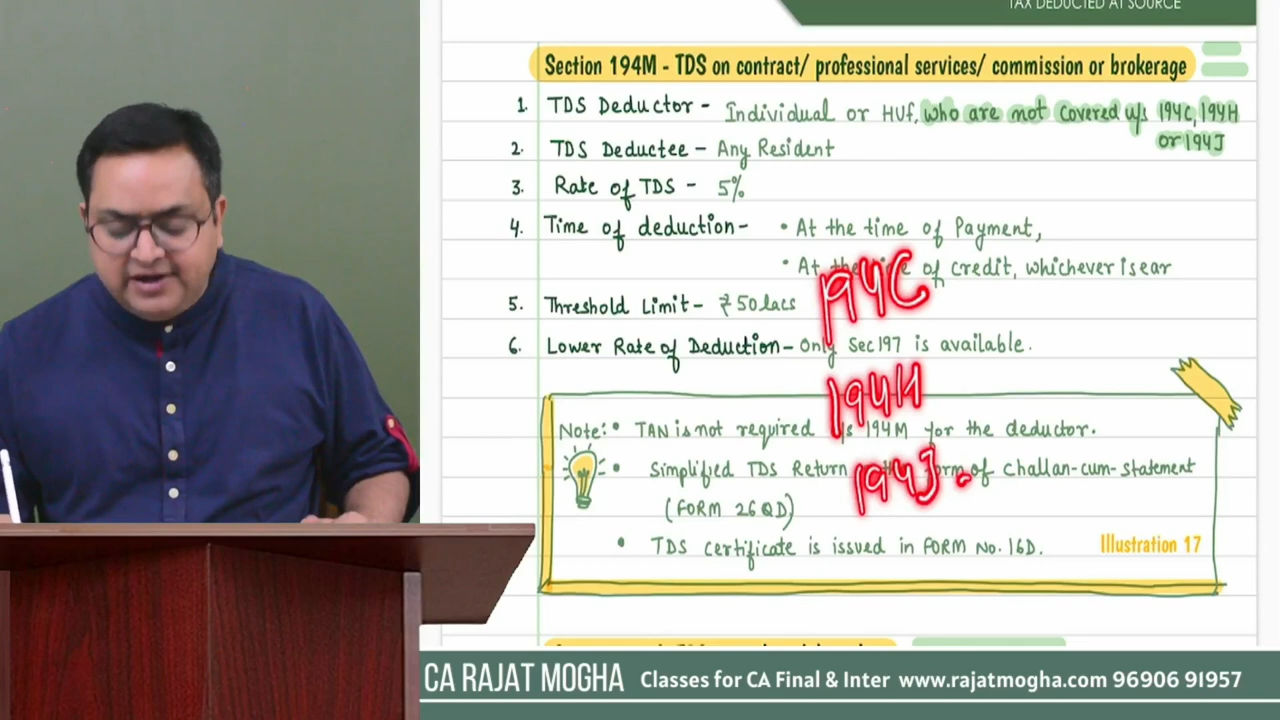 TAX DEDUCTED AT SOURCE
Section 194M - TDS on contract/ professional services/ commission or brokerage
1. TDS Deductor - Individual or HUF, who are not covered u/s 194C, 194H
or 194J
2. TDS Deductee - Any Resident
3. Rate of TDS - 5%
4. Time of deduction - • At the time of Payment,
• At the time of credit, whichever is ear
194C
5. Threshold Limit - ₹ 50 lacs
6. Lower Rate of Deduction - Only Sec 197 is available.
194H
Note: • TAN is not required u/s 194M for the deductor.
• Simplified TDS Return form of Challan-cum-statement
194J
(FORM 26QD)
• TDS certificate is issued in FORM No. 16D.
Illustration 17
CA RAJAT MOGHA Classes for CA Final & Inter www.rajatmogha.com 96906 91957